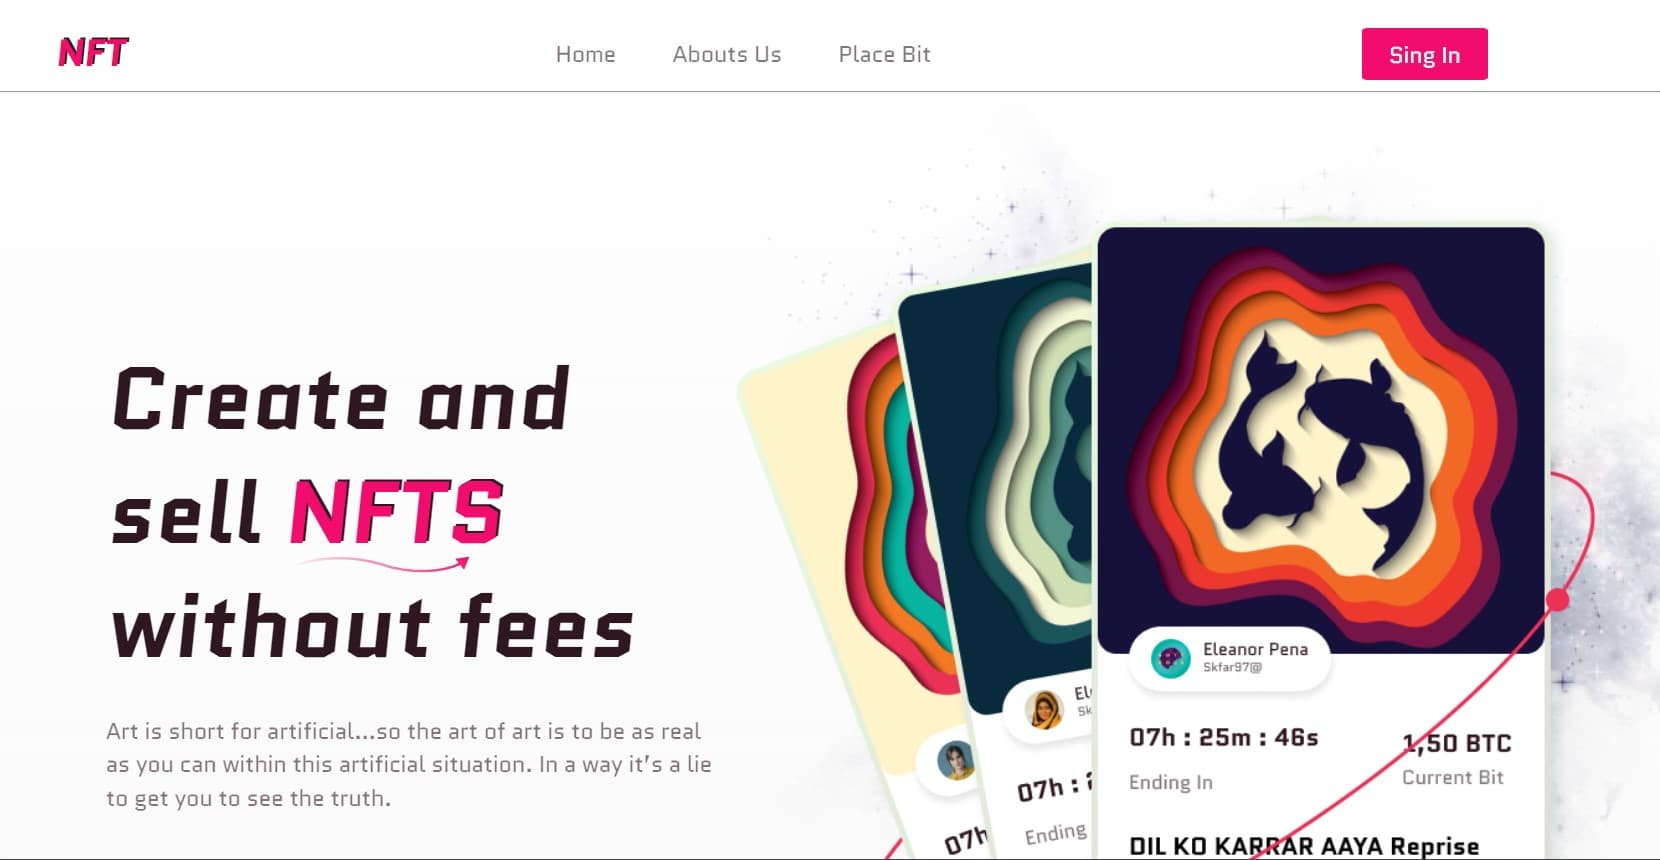 NFT
Home
Abouts Us
Place Bit
Sing In
Create and
sell NFTS
without fees
Art is short for artificial...so the art of art is to be as real
as you can within this artificial situation. In a way it's a lie
to get you to see the truth.
Eleanor Pena
Skfar97@
07h : 25m : 46s
1,50 BTC
Ending In
Current Bit
DIL KO KARRAR AAYA Reprise
07h :
Ending
07h